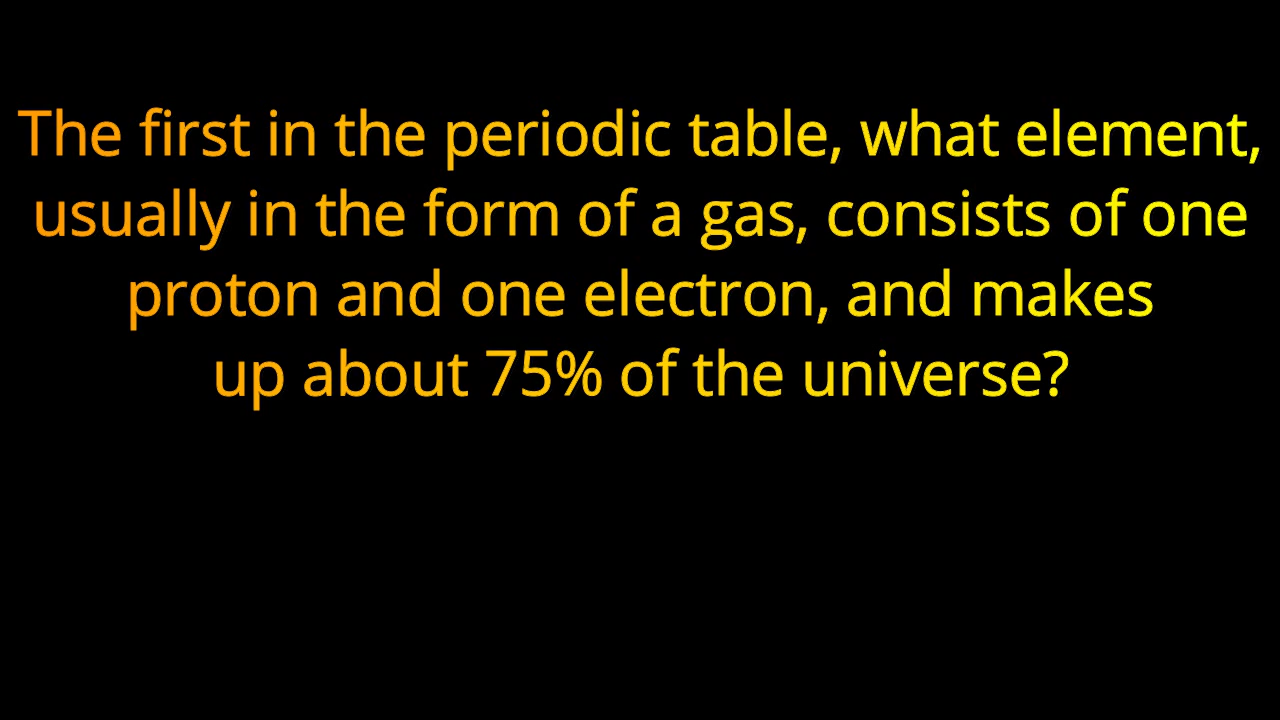 The first in the periodic table, what element,
usually in the form of a gas, consists of one
proton and one electron, and makes
up about 75% of the universe?